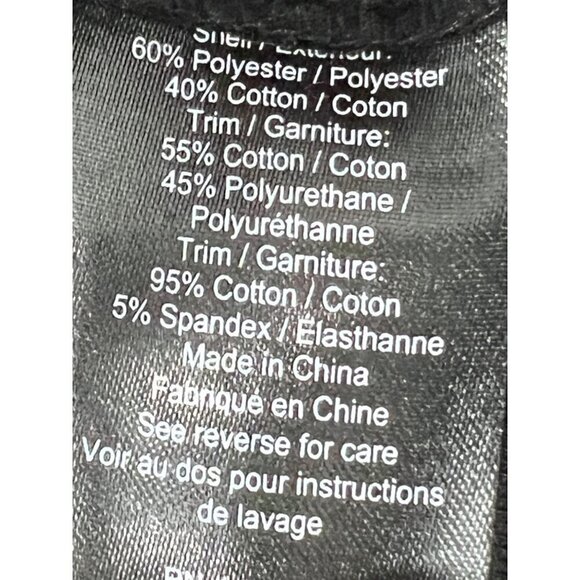 Shell / Extérieur:
60% Polyester / Polyester
40% Cotton / Coton
Trim / Garniture:
55% Cotton / Coton
45% Polyurethane /
Polyuréthanne
Trim / Garniture:
95% Cotton / Coton
5% Spandex / Élasthanne
Made in China
Fabriqué en Chine
See reverse for care
Voir au dos pour instructions
de lavage